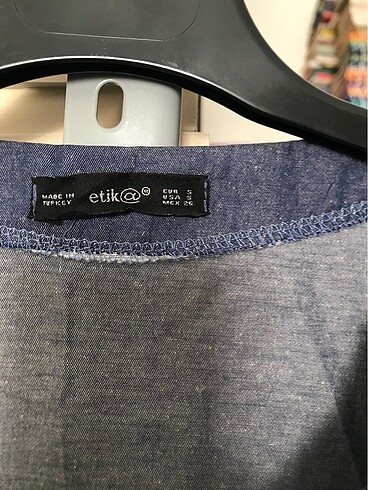 MADE IN
TURKEY
etik@
EUR S
USA S
MEX 26